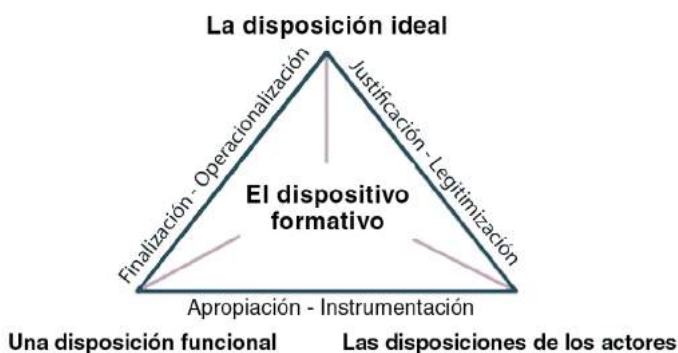 La disposición ideal
Finalización - Operacionalización
Justificación - Legitimización
El dispositivo
formativo
Apropiación - Instrumentación
Una disposición funcional
Las disposiciones de los actores